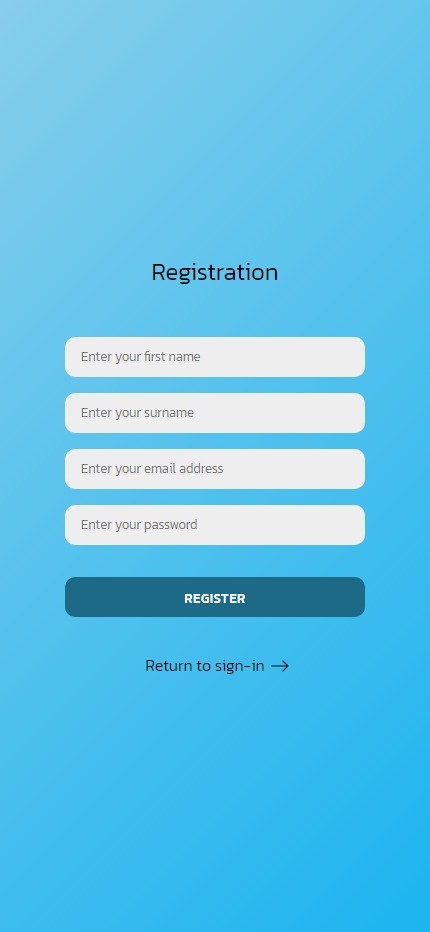 Registration
Enter your first name
Enter your surname
Enter your email address
Enter your password
REGISTER
Return to sign-in →